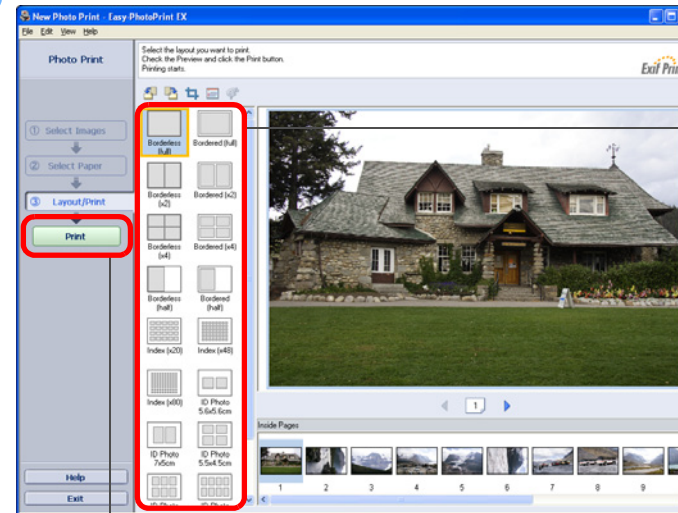 New Photo Print - Easy-PhotoPrint EX
File Edit View Help
Photo Print
Select the layout you want to print.
Check the Preview and click the Print button.
Printing starts.
Exif Prin
① Select Images
② Select Paper
③ Layout/Print
Print
Borderless (full)
Bordered (full)
Borderless (x2)
Bordered (x2)
Borderless (x4)
Bordered (x4)
Borderless (half)
Bordered (half)
Index (x20)
Index (x48)
Index (x80)
ID Photo 5.6x5.6cm
ID Photo 7x5cm
ID Photo 5.5x4.5cm
ID Photo
ID Photo
1
Inside Pages
1 2 3 4 5 6 7 8 9
Help
Exit